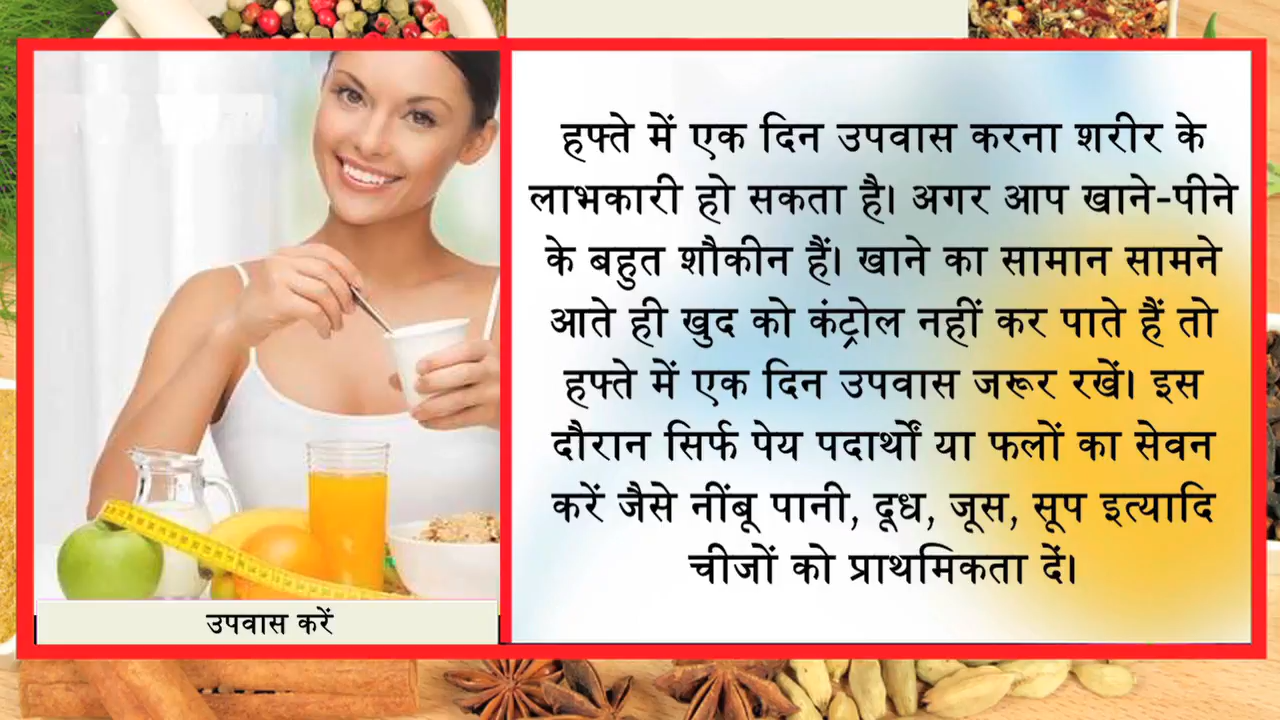 हफ्ते में एक दिन उपवास करना शरीर के
लाभकारी हो सकता है। अगर आप खाने-पीने
के बहुत शौकीन हैं। खाने का सामान सामने
आते ही खुद को कंट्रोल नहीं कर पाते हैं तो
हफ्ते में एक दिन उपवास जरूर रखें। इस
दौरान सिर्फ पेय पदार्थों या फलों का सेवन
करें जैसे नींबू पानी, दूध, जूस, सूप इत्यादि
चीजों को प्राथमिकता दें।
उपवास करें